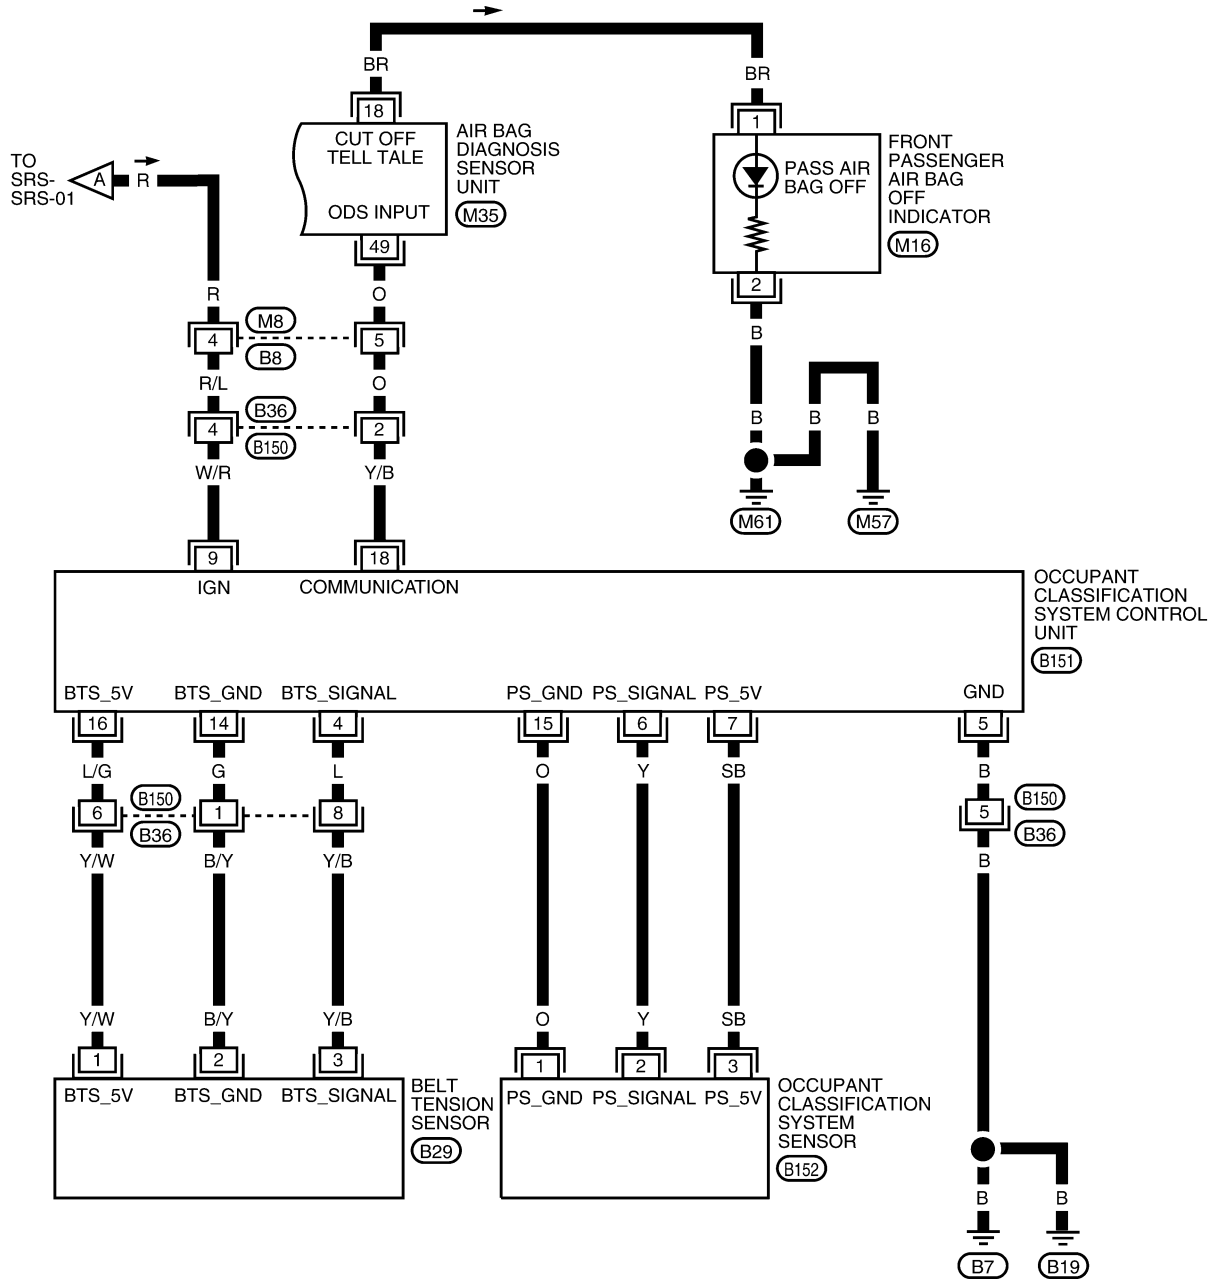 BR
BR
18
1
CUT OFF
TELL TALE
ODS INPUT
AIR BAG
DIAGNOSIS
SENSOR
UNIT
M35
PASS AIR
BAG OFF
FRONT
PASSENGER
AIR BAG
OFF
INDICATOR
M16
TO
SRS-
SRS-01
A
R
49
2
R
O
B
4
M8
B8
5
R/L
O
4
B36
B150
2
B
B
B
W/R
Y/B
M61
M57
9
18
IGN
COMMUNICATION
OCCUPANT
CLASSIFICATION
SYSTEM CONTROL
UNIT
B151
BTS_5V
BTS_GND
BTS_SIGNAL
PS_GND
PS_SIGNAL
PS_5V
GND
16
14
4
15
6
7
5
L/G
G
L
O
Y
SB
B
6
B150
B36
1
8
5
B150
B36
Y/W
B/Y
Y/B
B
Y/W
B/Y
Y/B
O
Y
SB
1
2
3
1
2
3
BTS_5V
BTS_GND
BTS_SIGNAL
BELT
TENSION
SENSOR
B29
PS_GND
PS_SIGNAL
PS_5V
OCCUPANT
CLASSIFICATION
SYSTEM
SENSOR
B152
B
B
B7
B19